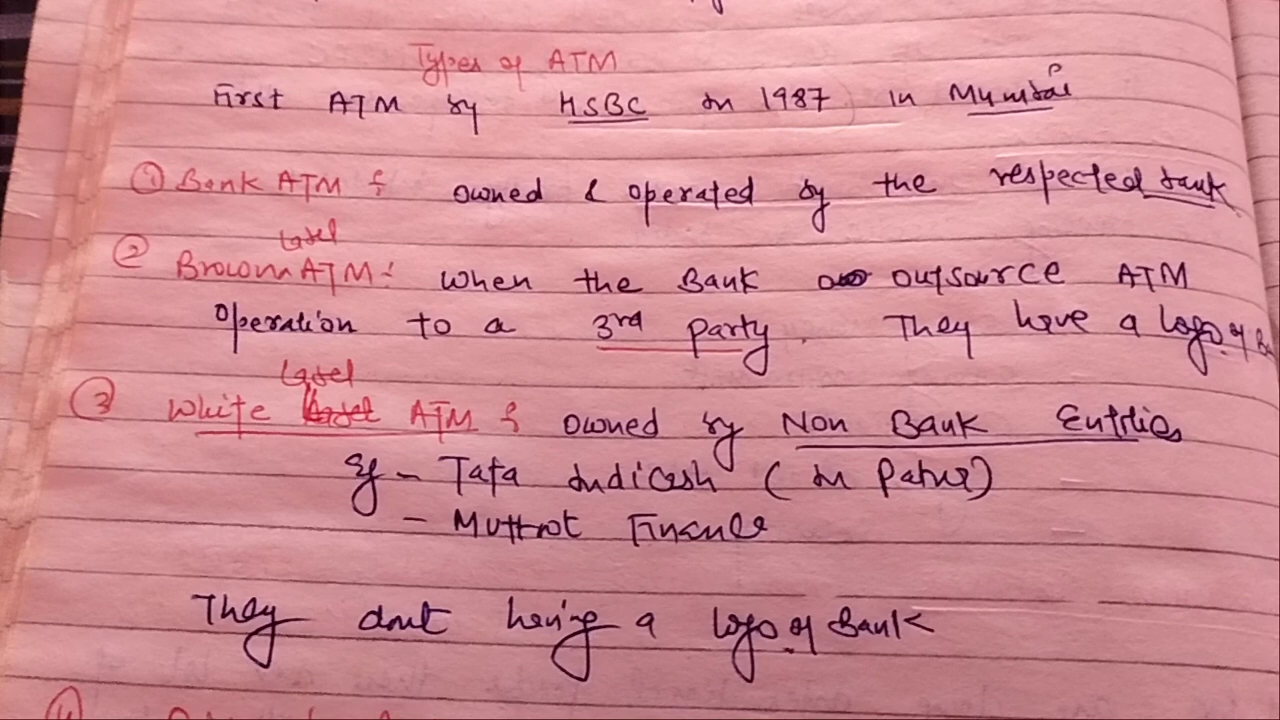 Types of ATM
First ATM by HSBC in 1987 in Mumbai
① Bank ATM : owned & operated by the respected bank
Label
② Brown ATM : When the Bank outsource ATM
Operation to a 3rd party. They have a logo of
Label
③ White ATM : owned by Non Bank Entities
Eg - Tata Indicash (In Patna)
- Muttrot Finance
They dont having a logo of Bank